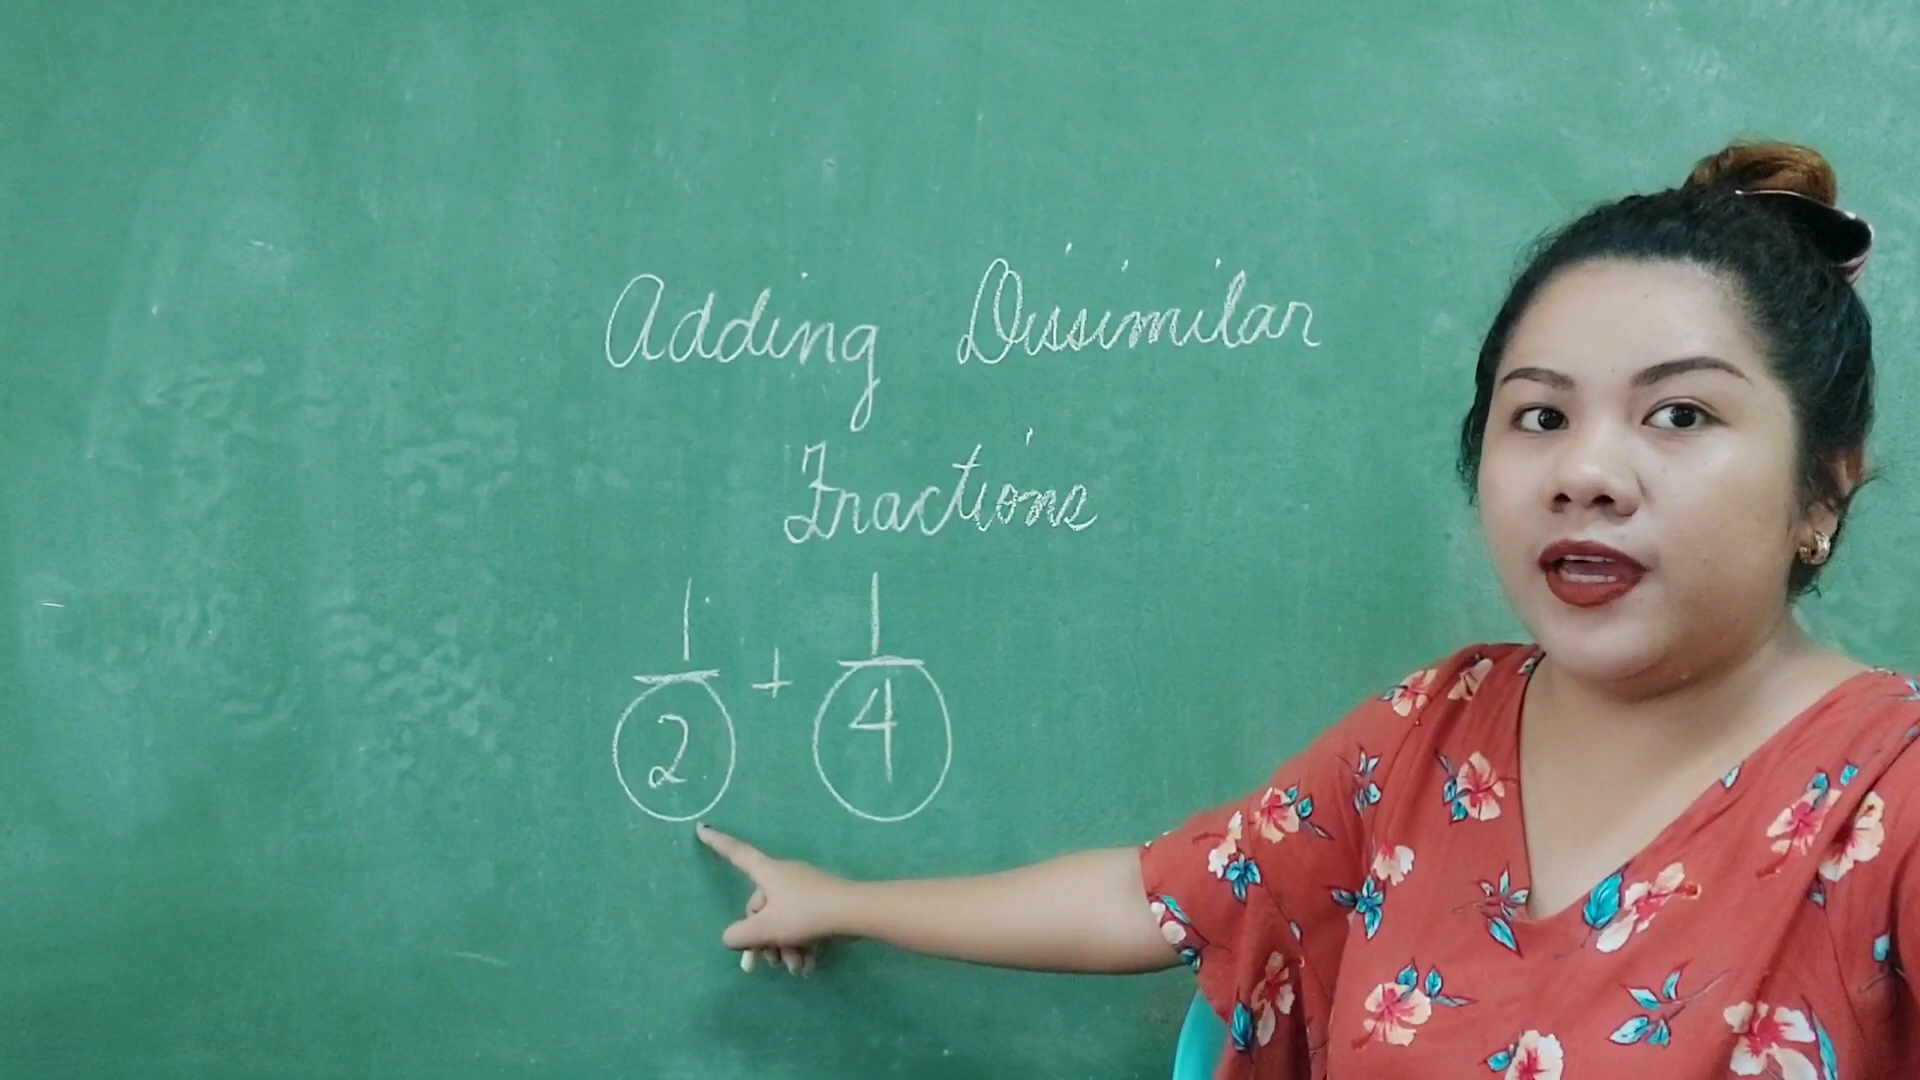 Adding Dissimilar
Fractions
1/2 + 1/4